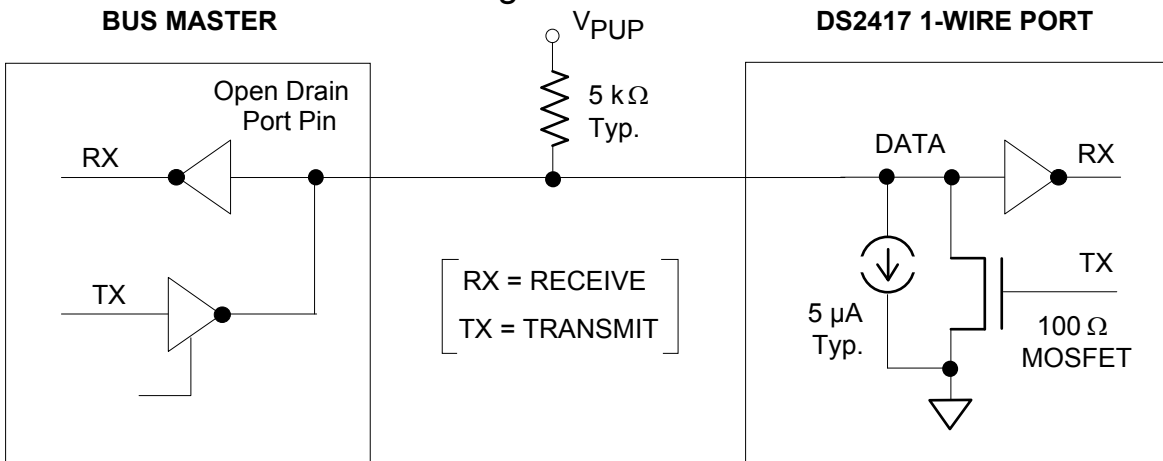 BUS MASTER
VPUP
DS2417 1-WIRE PORT
Open Drain
Port Pin
5 kΩ
Typ.
RX
DATA
RX
TX
RX = RECEIVE
TX = TRANSMIT
5 µA
Typ.
TX
100 Ω
MOSFET